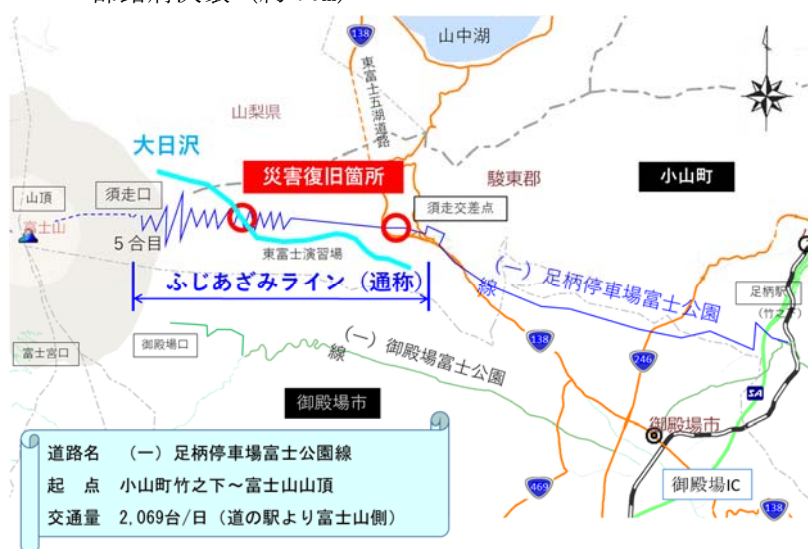 138
山中湖
東富士五湖道路
山梨県
大日沢
災害復旧箇所
駿東郡
小山町
山頂
須走口
須走交差点
富士山
5合目
東富士演習場
ふじあざみライン（通称）
(一) 足柄停車場富士公園線
足柄駅
(竹之下)
富士宮口
御殿場口
(一) 御殿場富士公園線
138
246
SA
御殿場市
御殿場市
469
御殿場IC
138
道路名　（一）足柄停車場富士公園線
起　点　小山町竹之下～富士山山頂
交通量　2,069台/日（道の駅より富士山側）